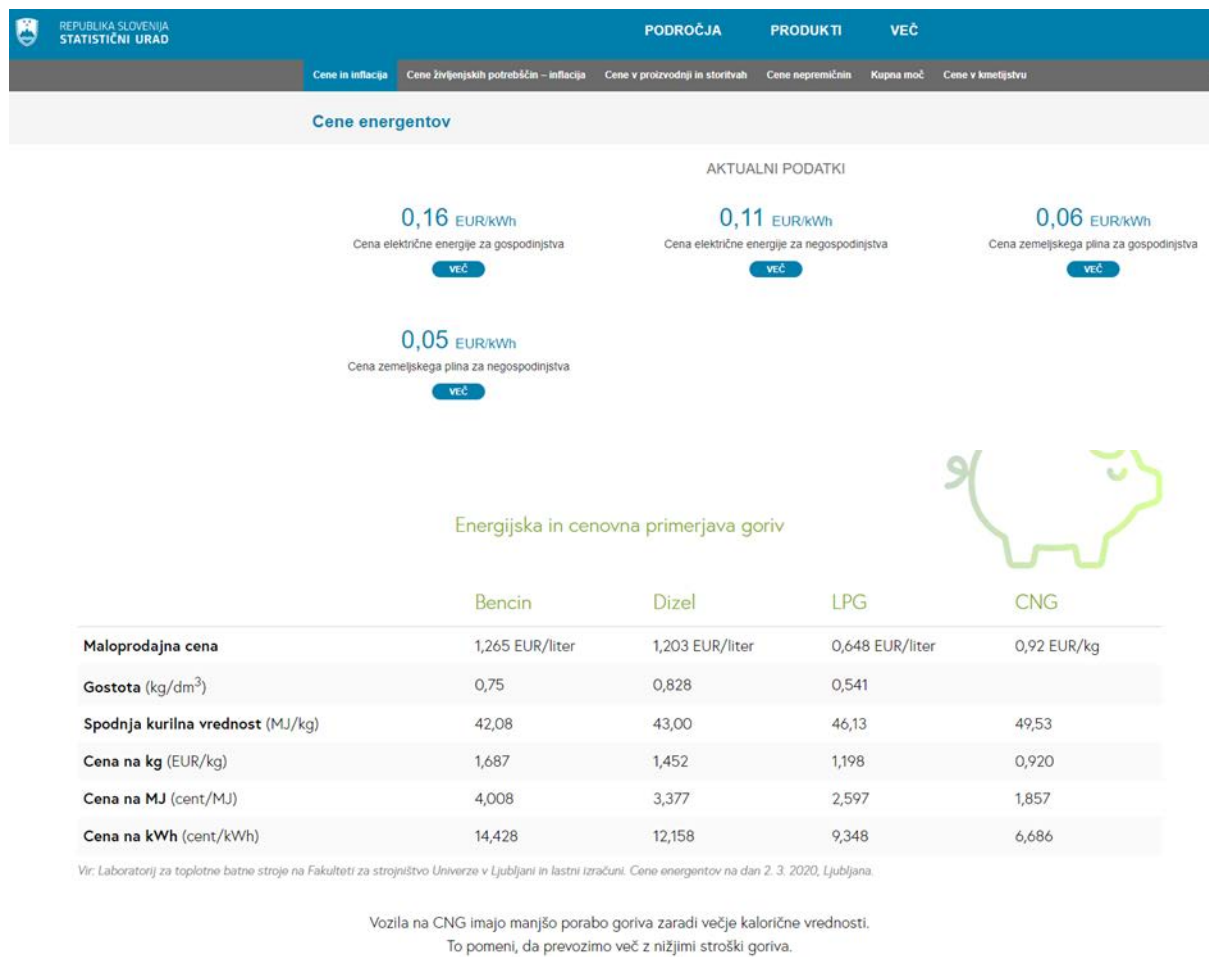 REPUBLIKA SLOVENIJA
STATISTIČNI URAD
PODROČJA PRODUKTI VEČ
Cene in inflacija Cene življenjskih potrebščin – inflacija Cene v proizvodnji in storitvah Cene nepremičnin Kupna moč Cene v kmetijstvu
Cene energentov
AKTUALNI PODATKI
0,16 EUR/kWh 0,11 EUR/kWh 0,06 EUR/kWh
Cena električne energije za gospodinjstva Cena električne energije za negospodinjstva Cena zemeljskega plina za gospodinjstva
VEČ VEČ VEČ
0,05 EUR/kWh
Cena zemeljskega plina za negospodinjstva
VEČ
Energijska in cenovna primerjava goriv
Bencin Dizel LPG CNG
Maloprodajna cena 1,265 EUR/liter 1,203 EUR/liter 0,648 EUR/liter 0,92 EUR/kg
Gostota (kg/dm³) 0,75 0,828 0,541
Spodnja kurilna vrednost (MJ/kg) 42,08 43,00 46,13 49,53
Cena na kg (EUR/kg) 1,687 1,452 1,198 0,920
Cena na MJ (cent/MJ) 4,008 3,377 2,597 1,857
Cena na kWh (cent/kWh) 14,428 12,158 9,348 6,686
Vir: Laboratorij za toplotne batne stroje na Fakulteti za strojništvo Univerze v Ljubljani in lastni izračuni. Cene energentov na dan 2. 3. 2020, Ljubljana.
Vozila na CNG imajo manjšo porabo goriva zaradi večje kalorične vrednosti.
To pomeni, da prevozimo več z nižjimi stroški goriva.